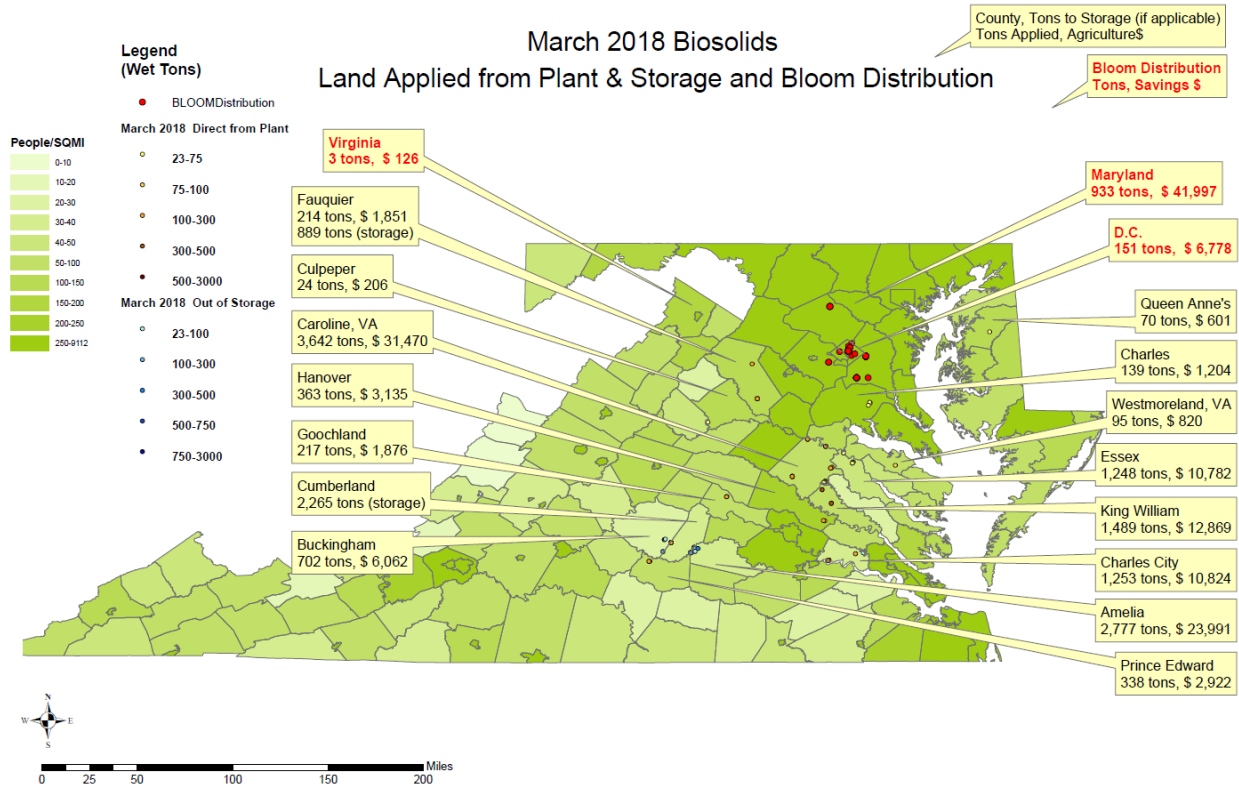 March 2018 Biosolids
Land Applied from Plant & Storage and Bloom Distribution
County, Tons to Storage (if applicable)
Tons Applied, Agriculture$
Bloom Distribution
Tons, Savings $
Legend
(Wet Tons)
BLOOMDistribution
March 2018 Direct from Plant
23-75
75-100
100-300
300-500
500-3000
March 2018 Out of Storage
23-100
100-300
300-500
500-750
750-3000
People/SQMI
0-10
10-20
20-30
30-40
40-50
50-100
100-150
150-200
200-250
250-9112
Virginia
3 tons, $ 126
Fauquier
214 tons, $ 1,851
889 tons (storage)
Culpeper
24 tons, $ 206
Caroline, VA
3,642 tons, $ 31,470
Hanover
363 tons, $ 3,135
Goochland
217 tons, $ 1,876
Cumberland
2,265 tons (storage)
Buckingham
702 tons, $ 6,062
Maryland
933 tons, $ 41,997
D.C.
151 tons, $ 6,778
Queen Anne's
70 tons, $ 601
Charles
139 tons, $ 1,204
Westmoreland, VA
95 tons, $ 820
Essex
1,248 tons, $ 10,782
King William
1,489 tons, $ 12,869
Charles City
1,253 tons, $ 10,824
Amelia
2,777 tons, $ 23,991
Prince Edward
338 tons, $ 2,922
N
W E
S
Miles
0 25 50 100 150 200